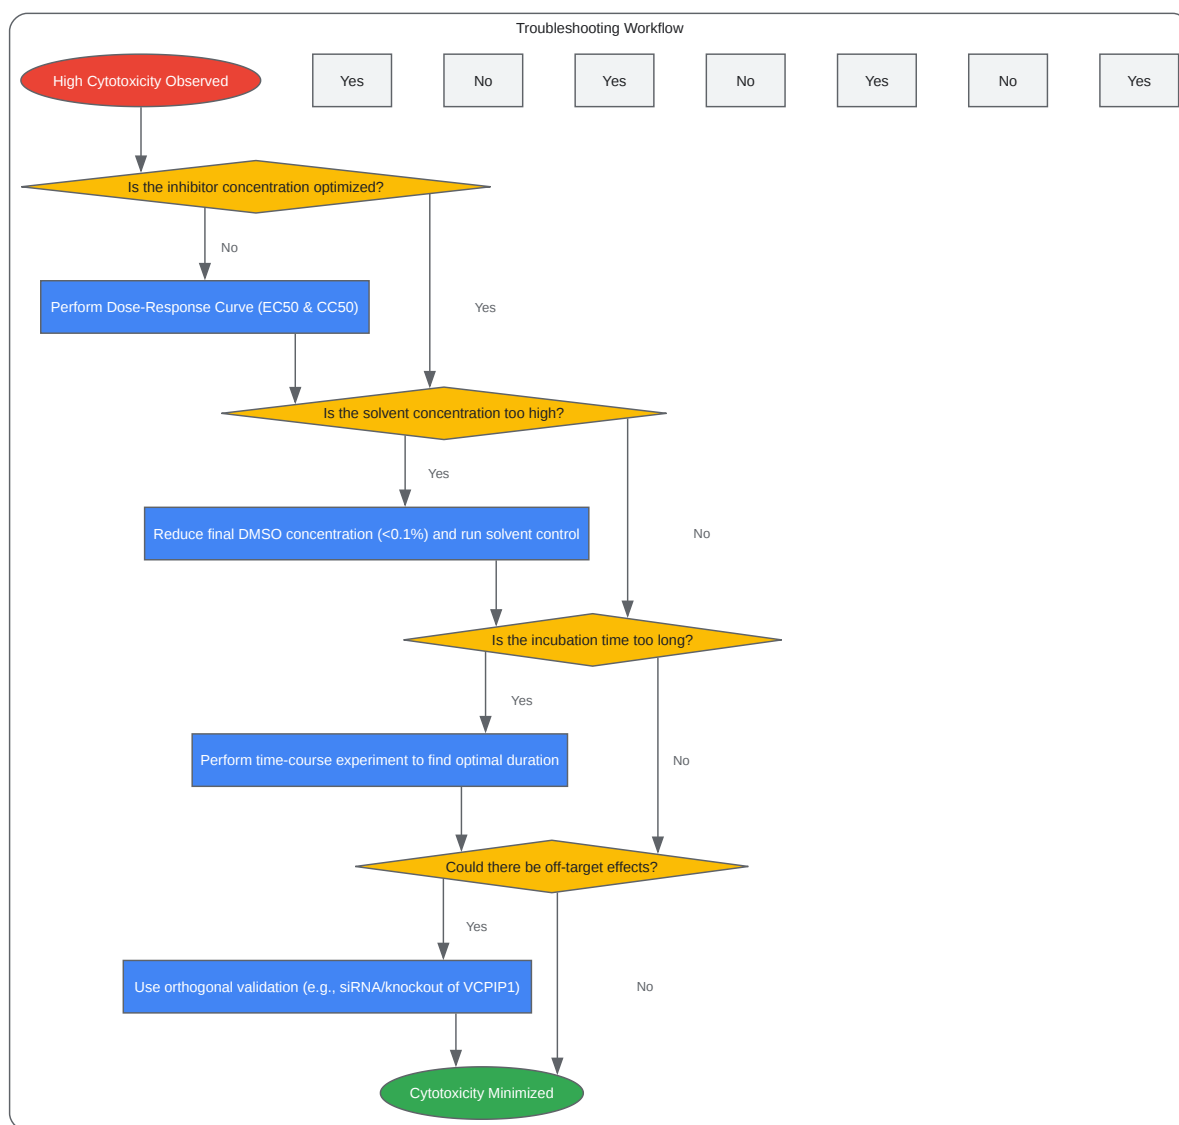 Troubleshooting Workflow
High Cytotoxicity Observed
Yes
No
Yes
No
Yes
No
Yes
Is the inhibitor concentration optimized?
No
Perform Dose-Response Curve (EC50 & CC50)
Yes
Is the solvent concentration too high?
Yes
Reduce final DMSO concentration (<0.1%) and run solvent control
No
Is the incubation time too long?
Yes
Perform time-course experiment to find optimal duration
No
Could there be off-target effects?
Yes
Use orthogonal validation (e.g., siRNA/knockout of VCPIP1)
No
Cytotoxicity Minimized